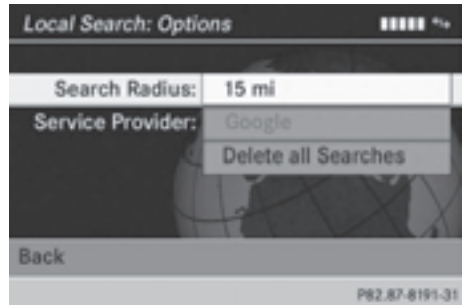 Local Search: Options
Search Radius: 15 mi
Service Provider: Google
Delete all Searches
Back
P82.87-8191-31